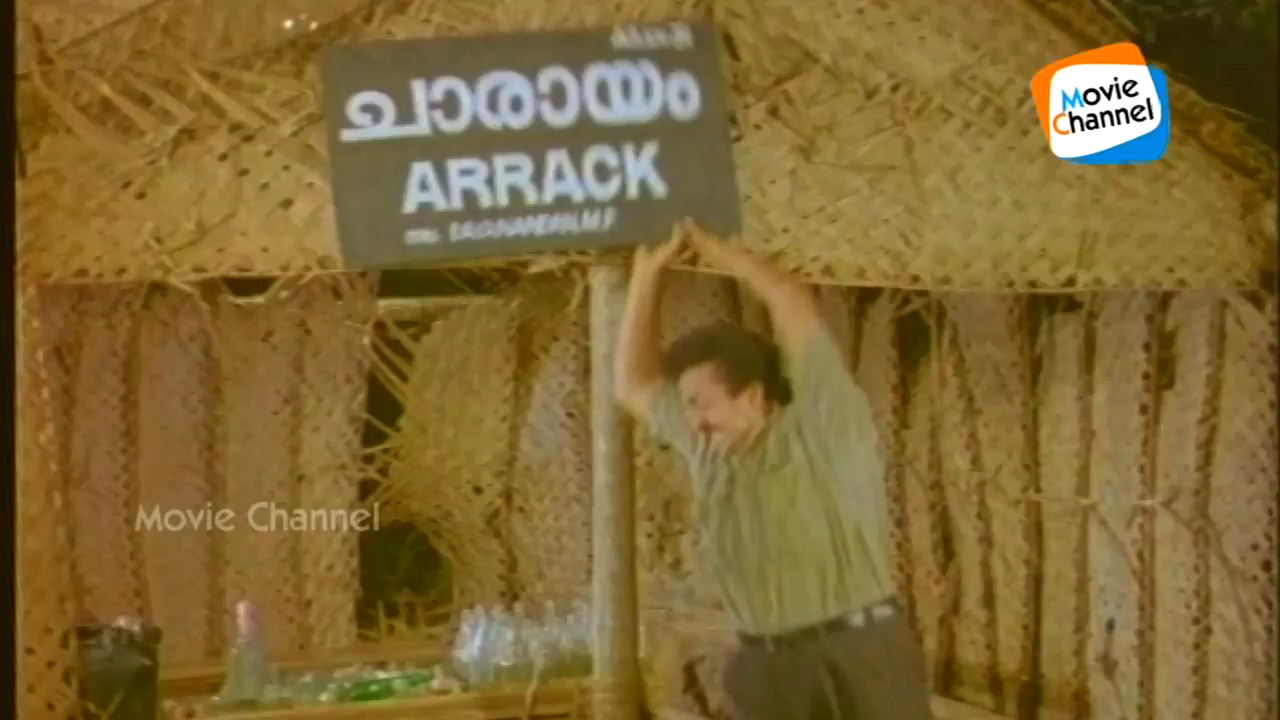 ചാരായം
ARRACK
Movie
Channel
Movie Channel